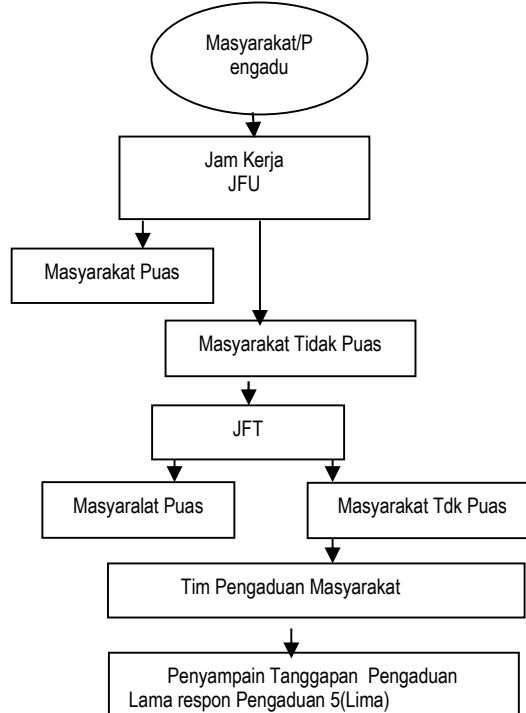 Masyarakat/P
engadu
Jam Kerja
JFU
Masyarakat Puas
Masyarakat Tidak Puas
JFT
Masyaralat Puas
Masyarakat Tdk Puas
Tim Pengaduan Masyarakat
Penyampain Tanggapan Pengaduan
Lama respon Pengaduan 5(Lima)